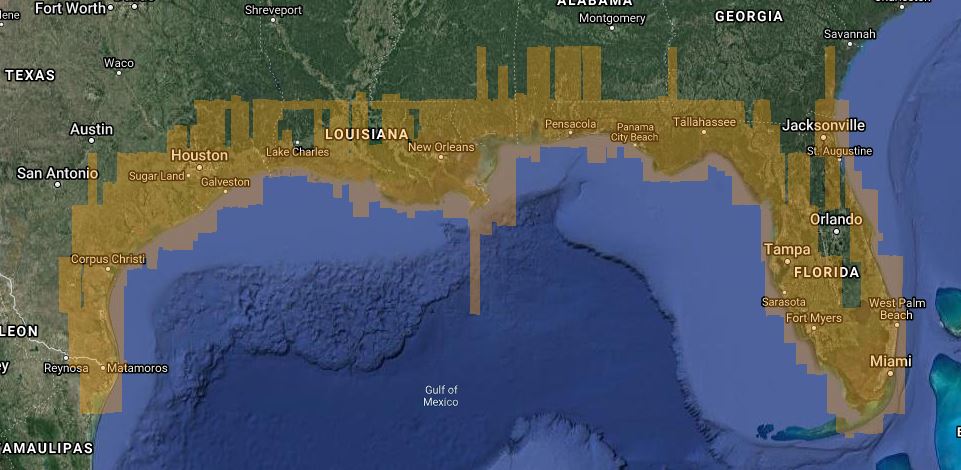 Fort Worth
Shreveport
ALABAMA
Montgomery
GEORGIA
Savannah
TEXAS
Waco
Austin
LOUISIANA
Pensacola
Panama
City Beach
Tallahassee
Jacksonville
Houston
Lake Charles
New Orleans
St. Augustine
San Antonio
Sugar Land
Galveston
Orlando
Corpus Christi
Tampa
FLORIDA
Sarasota
Fort Myers
West Palm
Beach
LEON
Reynosa
Matamoros
Miami
Gulf of
Mexico
AMAULIPAS